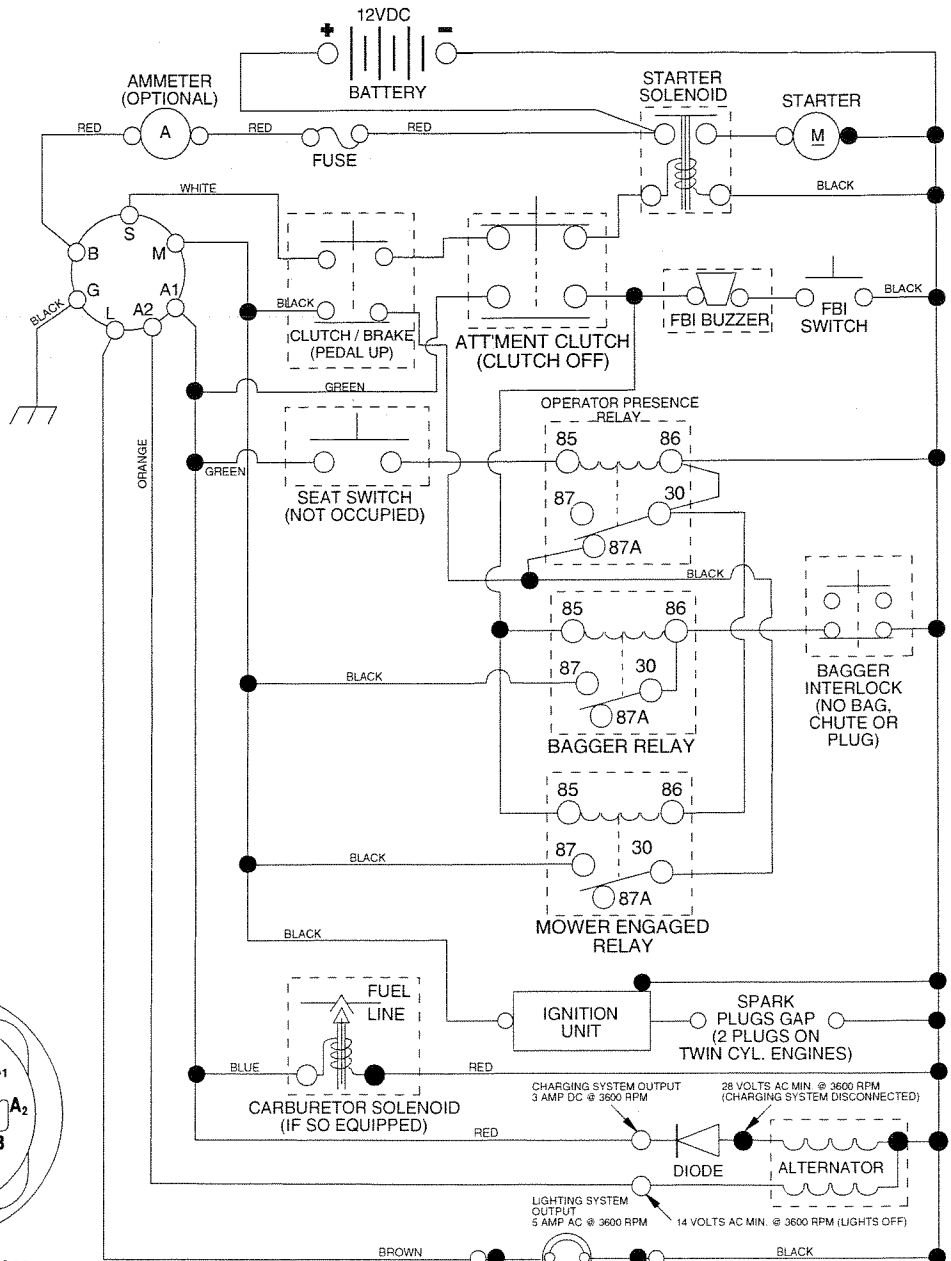 12VDC
+
-
BATTERY
AMMETER
(OPTIONAL)
STARTER
SOLENOID
STARTER
RED
A
RED
RED
FUSE
M
WHITE
BLACK
S
B
M
G
A1
L
A2
BLACK
BLACK
CLUTCH / BRAKE
(PEDAL UP)
ATT'MENT CLUTCH
(CLUTCH OFF)
FBI BUZZER
FBI
SWITCH
BLACK
GREEN
OPERATOR PRESENCE
RELAY
85
86
ORANGE
GREEN
SEAT SWITCH
(NOT OCCUPIED)
87
30
87A
BLACK
85
86
87
30
87A
BLACK
BAGGER RELAY
BAGGER
INTERLOCK
(NO BAG,
CHUTE OR
PLUG)
85
86
87
30
87A
BLACK
MOWER ENGAGED
RELAY
BLACK
FUEL
LINE
IGNITION
UNIT
SPARK
PLUGS GAP
(2 PLUGS ON
TWIN CYL. ENGINES)
BLUE
RED
CARBURETOR SOLENOID
(IF SO EQUIPPED)
CHARGING SYSTEM OUTPUT
3 AMP DC @ 3600 RPM
28 VOLTS AC MIN. @ 3600 RPM
(CHARGING SYSTEM DISCONNECTED)
A2
RED
DIODE
ALTERNATOR
LIGHTING SYSTEM
OUTPUT
5 AMP AC @ 3600 RPM
14 VOLTS AC MIN. @ 3600 RPM (LIGHTS OFF)
BROWN
BLACK